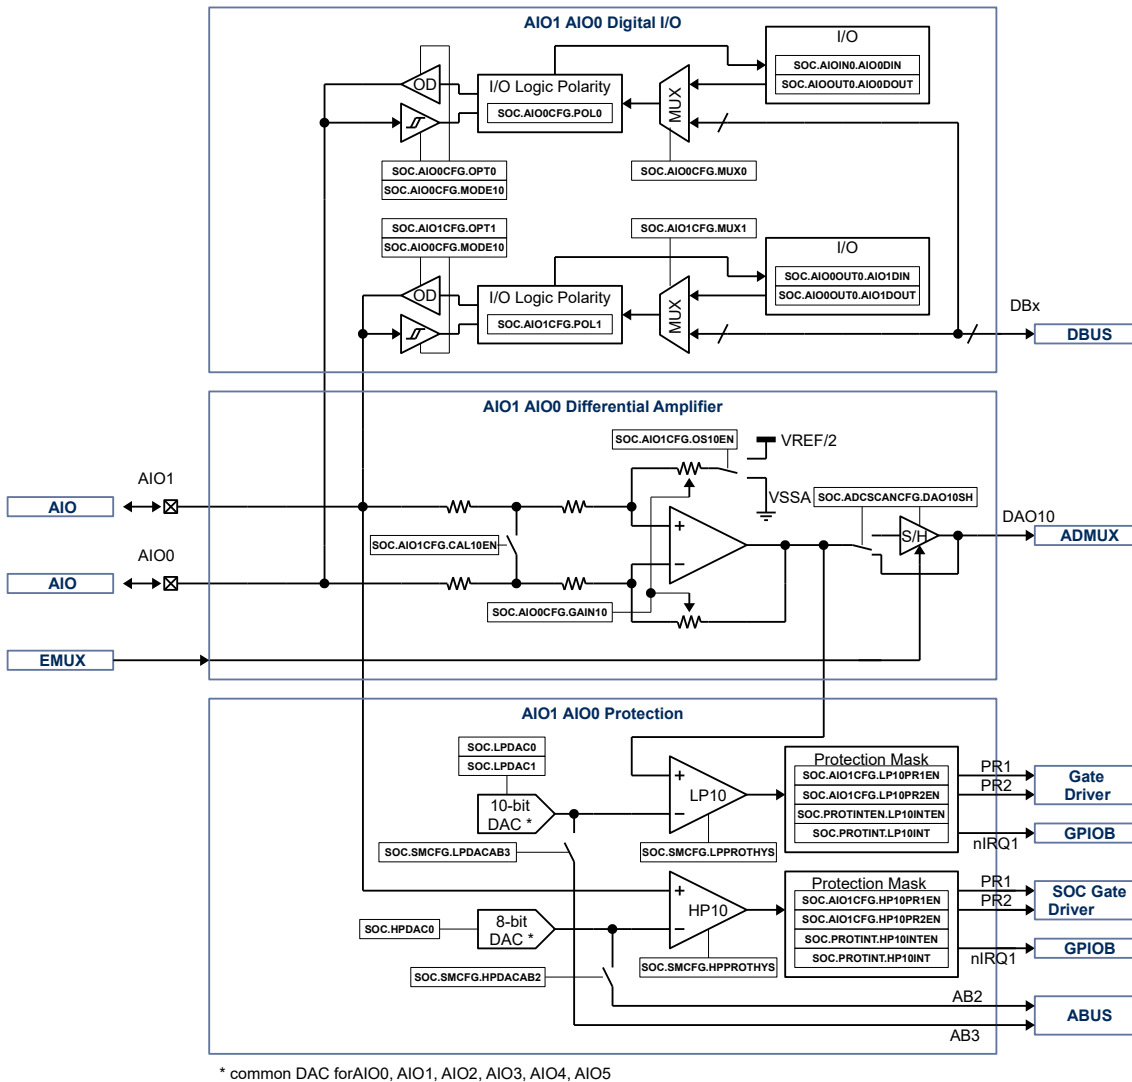 AIO1 AIO0 Digital I/O
I/O
SOC.AIOIN0.AIO0DIN
SOC.AIOOUT0.AIO0DOUT
OD
I/O Logic Polarity
SOC.AIO0CFG.POL0
MUX
SOC.AIO0CFG.OPT0
SOC.AIO0CFG.MODE10
SOC.AIO0CFG.MUX0
SOC.AIO1CFG.OPT1
SOC.AIO0CFG.MODE10
SOC.AIO1CFG.MUX1
I/O
SOC.AIO0OUT0.AIO1DIN
SOC.AIO0OUT0.AIO1DOUT
OD
I/O Logic Polarity
SOC.AIO1CFG.POL1
MUX
DBx
DBUS
AIO1 AIO0 Differential Amplifier
SOC.AIO1CFG.OS10EN
VREF/2
VSSA
SOC.ADCSCANCFG.DAO10SH
AIO1
AIO
+
S/H
DAO10
ADMUX
SOC.AIO1CFG.CAL10EN
−
AIO0
AIO
SOC.AIO0CFG.GAIN10
EMUX
AIO1 AIO0 Protection
SOC.LPDAC0
SOC.LPDAC1
10-bit
DAC *
+
LP10
−
Protection Mask
SOC.AIO1CFG.LP10PR1EN
SOC.AIO1CFG.LP10PR2EN
SOC.PROTINTEN.LP10INTEN
SOC.PROTINT.LP10INT
PR1
PR2
nIRQ1
Gate
Driver
GPIOB
SOC.SMCFG.LPDACAB3
SOC.SMCFG.LPPROTHYS
SOC.HPDAC0
8-bit
DAC *
+
HP10
−
Protection Mask
SOC.AIO1CFG.HP10PR1EN
SOC.AIO1CFG.HP10PR2EN
SOC.PROTINT.HP10INTEN
SOC.PROTINT.HP10INT
PR1
PR2
nIRQ1
SOC Gate
Driver
GPIOB
SOC.SMCFG.HPDACAB2
SOC.SMCFG.HPPROTHYS
AB2
AB3
ABUS
* common DAC forAIO0, AIO1, AIO2, AIO3, AIO4, AIO5